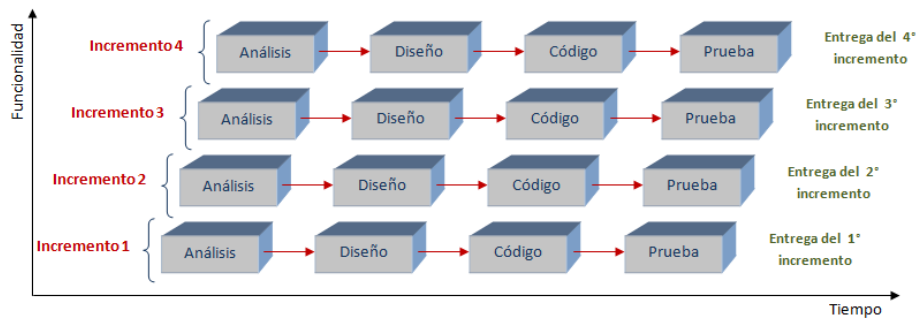 Funcionalidad
Incremento 4
Análisis
Diseño
Código
Prueba
Entrega del 4°
incremento
Incremento 3
Análisis
Diseño
Código
Prueba
Entrega del 3°
incremento
Incremento 2
Análisis
Diseño
Código
Prueba
Entrega del 2°
incremento
Incremento 1
Análisis
Diseño
Código
Prueba
Entrega del 1°
incremento
Tiempo